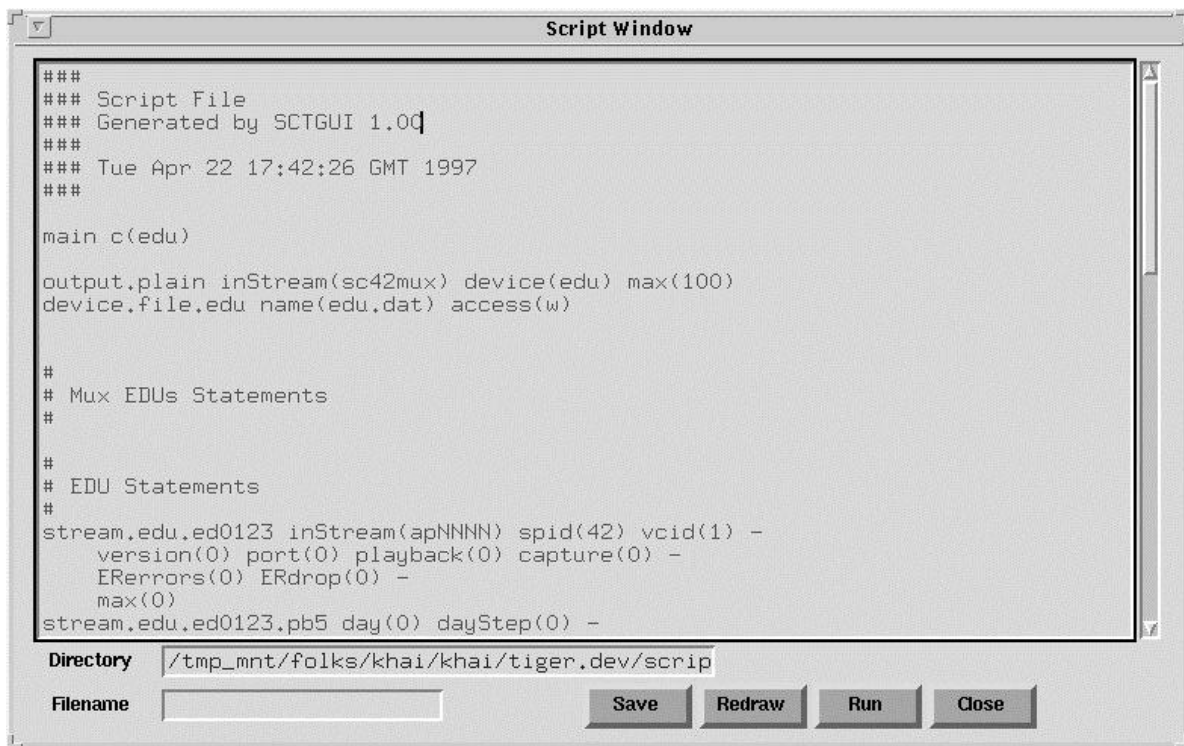 Script Window
###
### Script File
### Generated by SCTGUI 1.00
###
### Tue Apr 22 17:42:26 GMT 1997
###
main c(edu)
output.plain inStream(sc42mux) device(edu) max(100)
device.file.edu name(edu.dat) access(w)
#
# Mux EDUs Statements
#
#
# EDU Statements
#
stream.edu.ed0123 inStream(apNNNN) spid(42) vcid(1) -
    version(0) port(0) playback(0) capture(0) -
    ERerrors(0) ERdrop(0) -
    max(0)
stream.edu.ed0123.pb5 day(0) dayStep(0) -
Directory /tmp_mnt/folks/khai/khai/tiger.dev/scrip
Filename Save Redraw Run Close